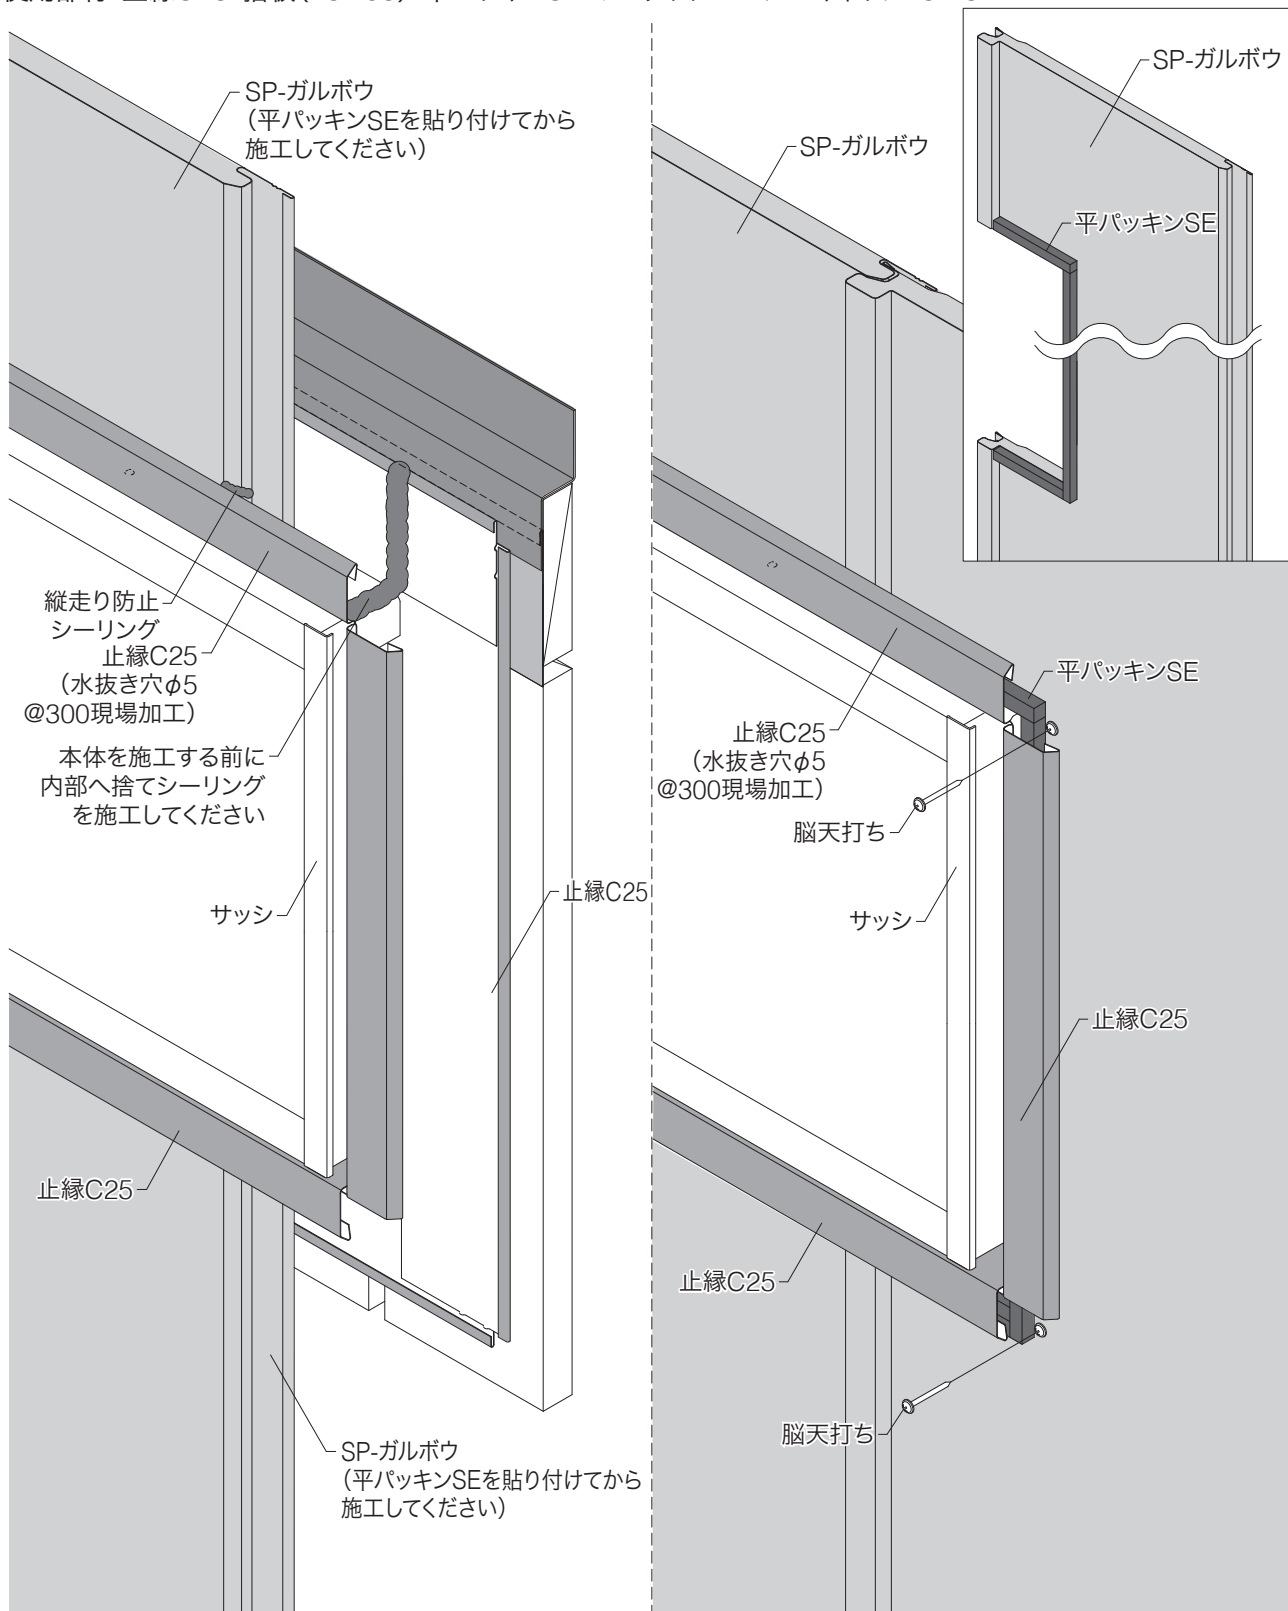 SP-ガルボウ
（平パッキンSEを貼り付けてから
施工してください）
縦走り防止
シーリング
止縁C25
（水抜き穴φ5
@300現場加工）
本体を施工する前に
内部へ捨てシーリング
を施工してください
サッシ
止縁C25
止縁C25
SP-ガルボウ
（平パッキンSEを貼り付けてから
施工してください）
SP-ガルボウ
SP-ガルボウ
平パッキンSE
平パッキンSE
止縁C25
（水抜き穴φ5
@300現場加工）
脳天打ち
サッシ
止縁C25
止縁C25
脳天打ち